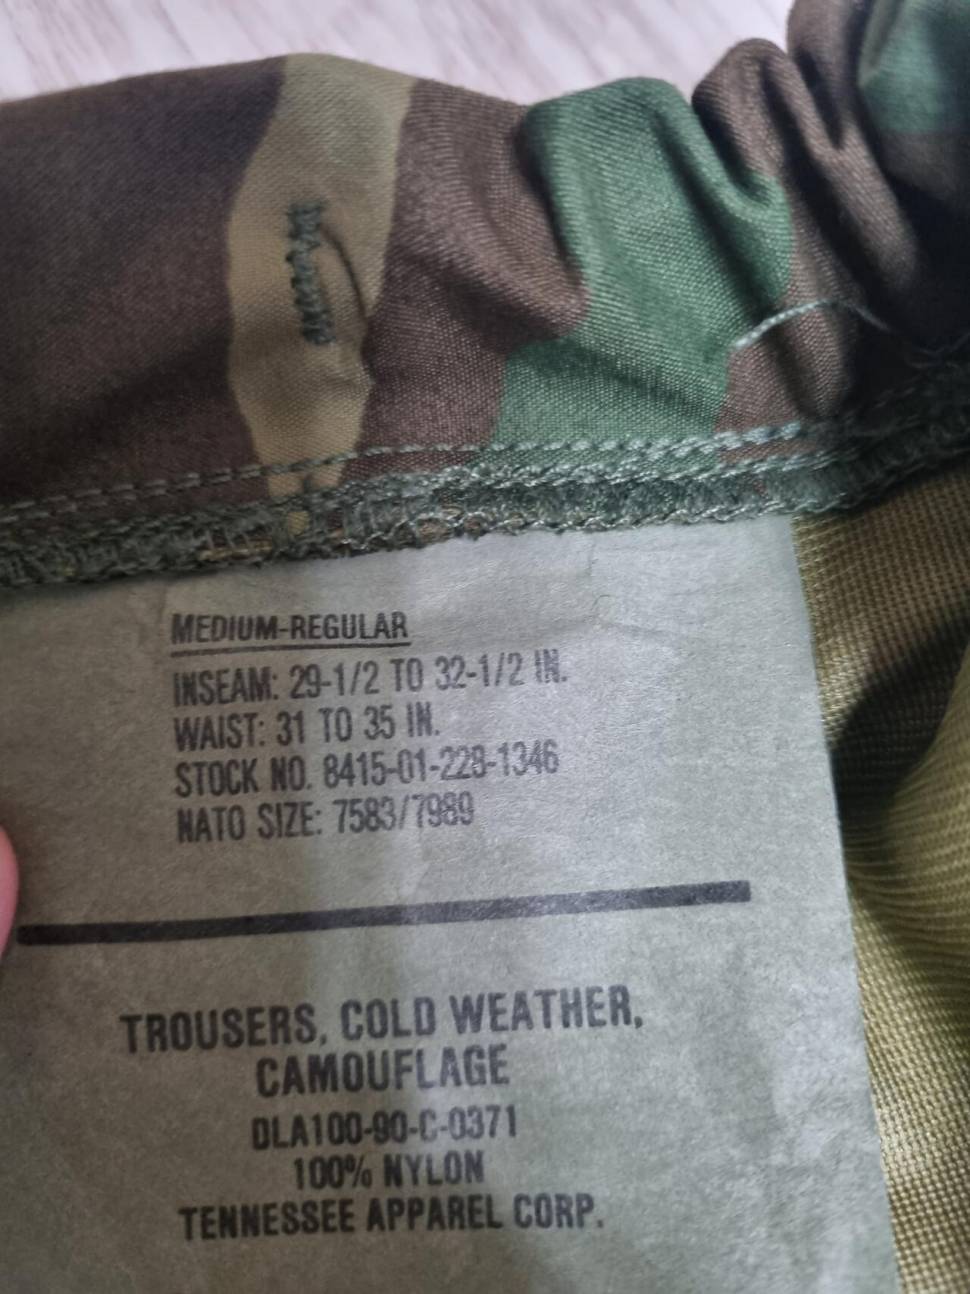 MEDIUM-REGULAR
INSEAM: 29-1/2 TO 32-1/2 IN.
WAIST: 31 TO 35 IN.
STOCK NO. 8415-01-228-1346
NATO SIZE: 7583/7989
TROUSERS, COLD WEATHER,
CAMOUFLAGE
DLA100-90-C-0371
100% NYLON
TENNESSEE APPAREL CORP.